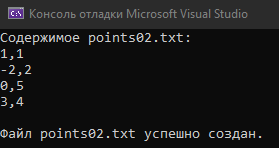 Консоль отладки Microsoft Visual Studio
Содержимое points02.txt:
1,1
-2,2
0,5
3,4
Файл points02.txt успешно создан.